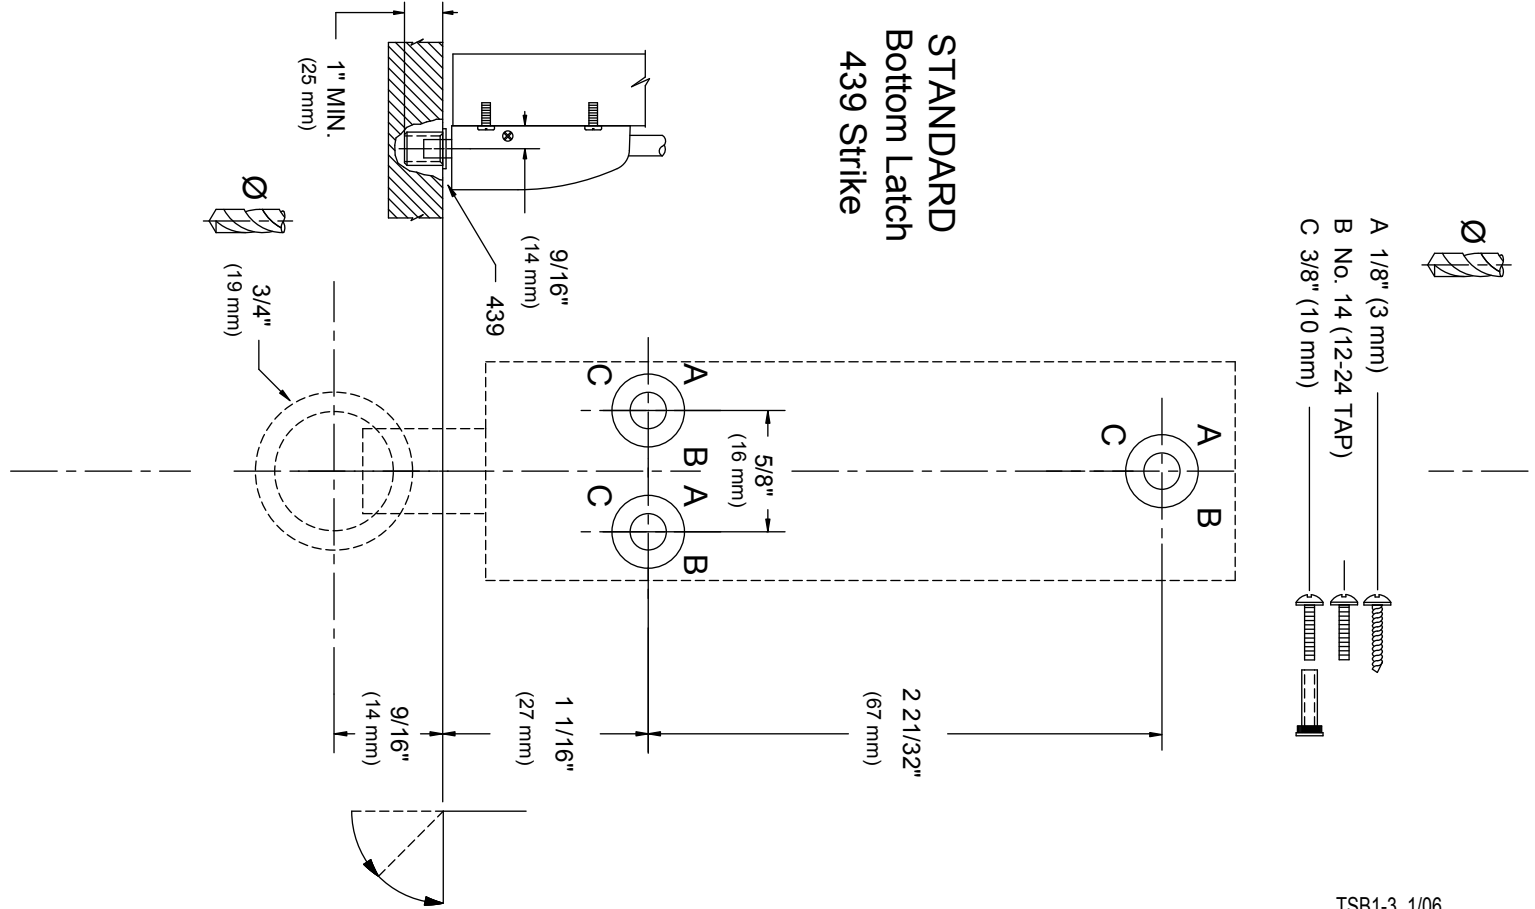 STANDARD
Bottom Latch
439 Strike
Ø
A 1/8" (3 mm)
B No. 14 (12-24 TAP)
C 3/8" (10 mm)
1" MIN.
(25 mm)
9/16"
(14 mm)
439
Ø
3/4"
(19 mm)
A
B
C
A
B
C
A
B
C
5/8"
(16 mm)
2 21/32"
(67 mm)
1 1/16"
(27 mm)
9/16"
(14 mm)
TSB1-3 1/06